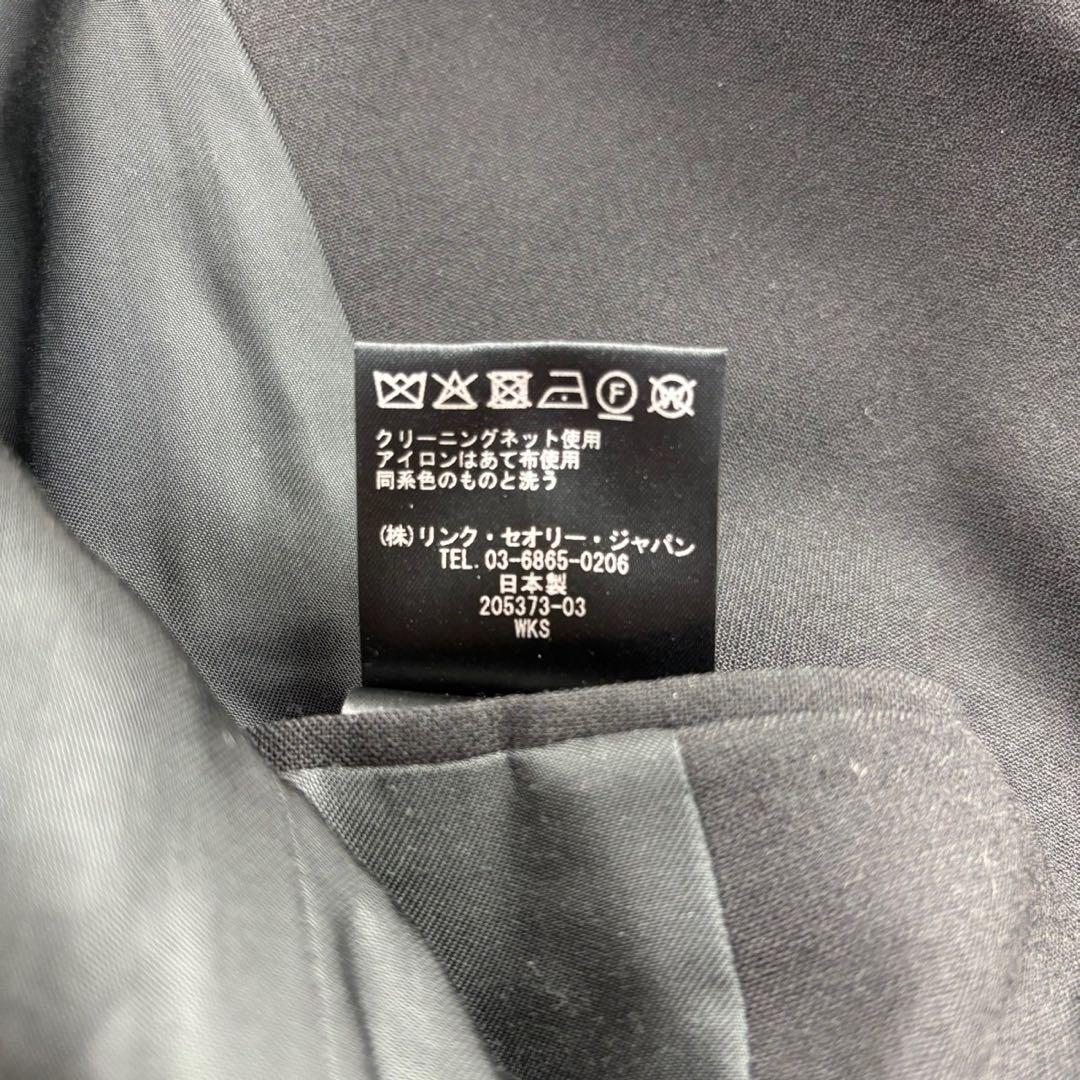 F W
クリーニングネット使用
アイロンはあて布使用
同系色のものと洗う
(株)リンク・セオリー・ジャパン
TEL. 03-6865-0206
日本製
205373-03
WKS